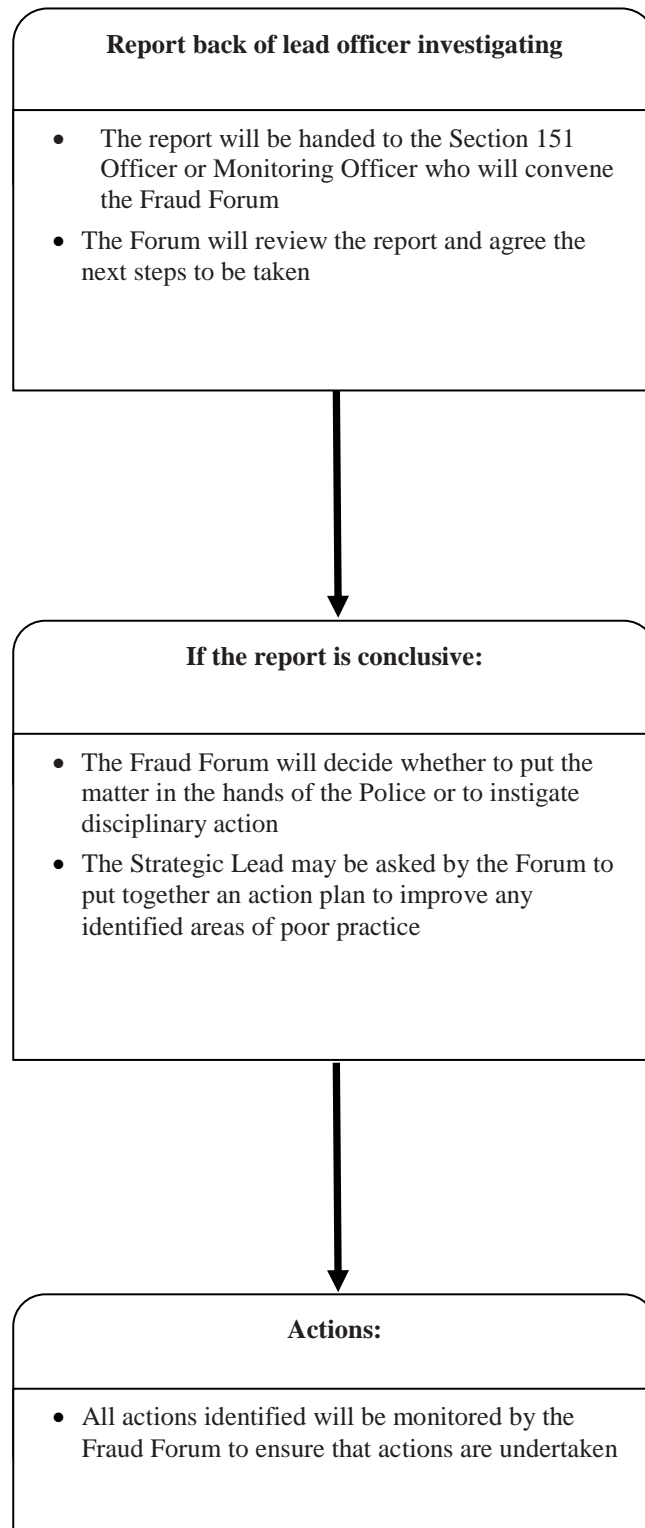 Report back of lead officer investigating
• The report will be handed to the Section 151
Officer or Monitoring Officer who will convene
the Fraud Forum
• The Forum will review the report and agree the
next steps to be taken
If the report is conclusive:
• The Fraud Forum will decide whether to put the
matter in the hands of the Police or to instigate
disciplinary action
• The Strategic Lead may be asked by the Forum to
put together an action plan to improve any
identified areas of poor practice
Actions:
• All actions identified will be monitored by the
Fraud Forum to ensure that actions are undertaken